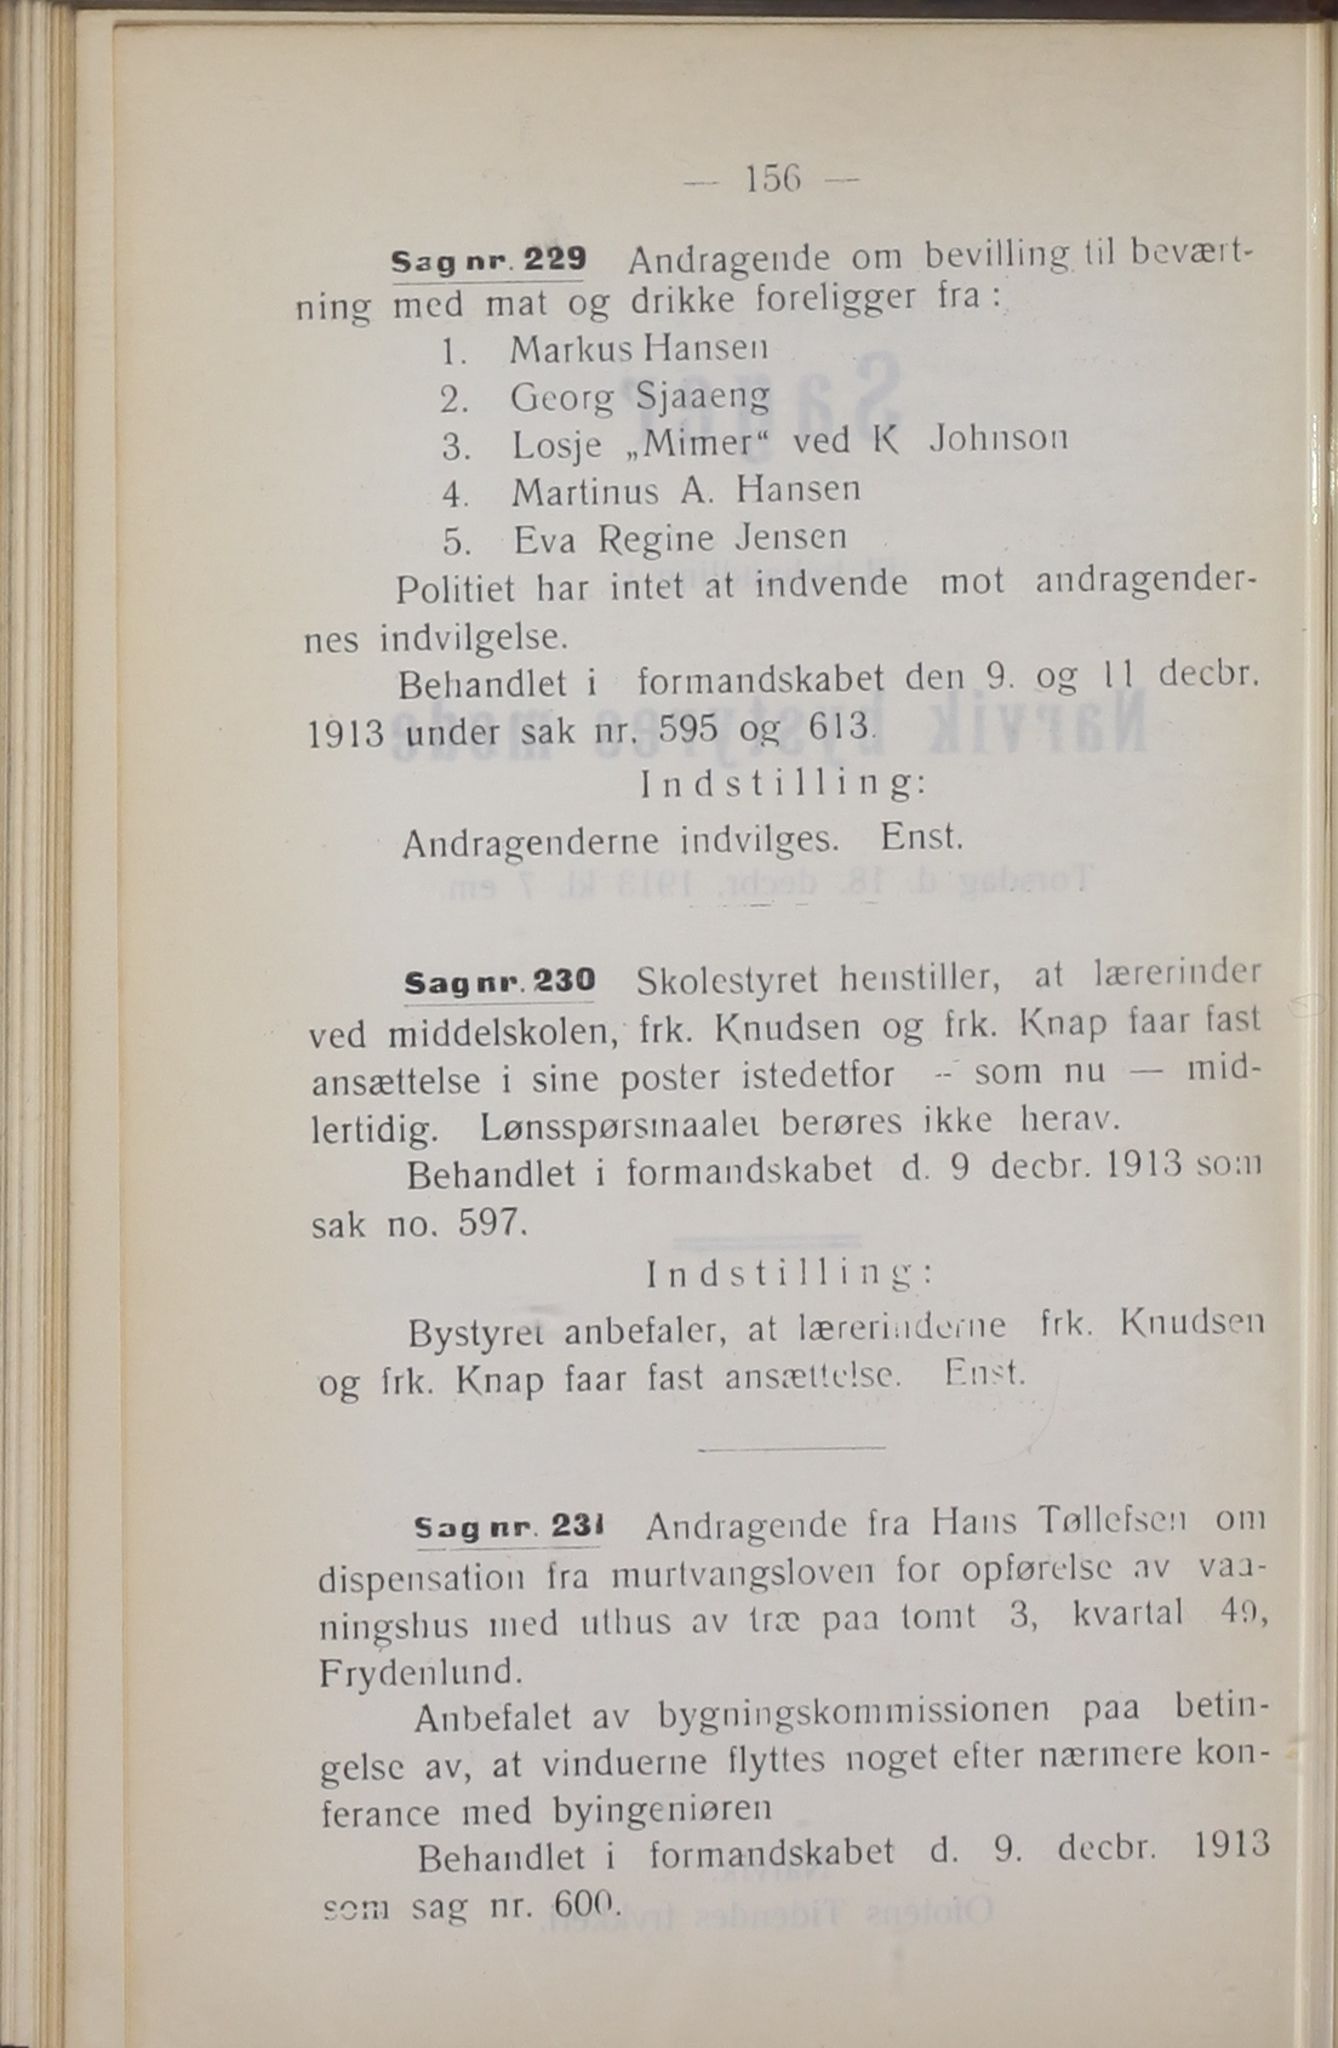 — 156 —
Sag nr. 229 Andragende om bevilling til bevært-
ning med mat og drikke foreligger fra:
1. Markus Hansen
2. Georg Sjaaeng
3. Losje „Mimer“ ved K Johnson
4. Martinus A. Hansen
5. Eva Regine Jensen
Politiet har intet at indvende mot andragender-
nes indvilgelse.
Behandlet i formandskabet den 9. og 11 decbr.
1913 under sak nr. 595 og 613.
Indstilling:
Andragenderne indvilges. Enst.
Sag nr. 230 Skolestyret henstiller, at lærerinder
ved middelskolen, frk. Knudsen og frk. Knap faar fast
ansættelse i sine poster istedetfor -- som nu — mid-
lertidig. Lønsspørsmaalet berøres ikke herav.
Behandlet i formandskabet d. 9 decbr. 1913 som
sak no. 597.
Indstilling:
Bystyret anbefaler, at lærerinderne frk. Knudsen
og frk. Knap faar fast ansættelse. Enst.
Sag nr. 231 Andragende fra Hans Tøllefsen om
dispensation fra murtvangsloven for opførelse av vaa-
ningshus med uthus av træ paa tomt 3, kvartal 49,
Frydenlund.
Anbefalet av bygningskommissionen paa betin-
gelse av, at vinduerne flyttes noget efter nærmere kon-
ferance med byingeniøren
Behandlet i formandskabet d. 9. decbr. 1913
som sag nr. 600.